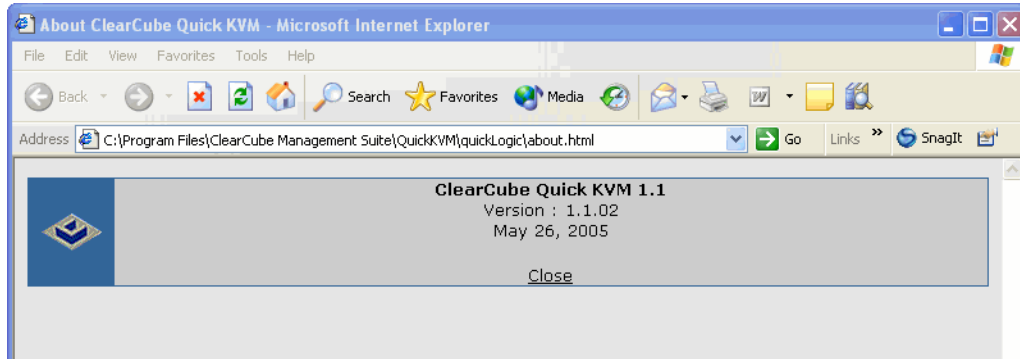 About ClearCube Quick KVM - Microsoft Internet Explorer
File Edit View Favorites Tools Help
Back Search Favorites Media
Address C:\Program Files\ClearCube Management Suite\QuickKVM\quickLogic\about.html Go Links » SnagIt
ClearCube Quick KVM 1.1
Version : 1.1.02
May 26, 2005
Close